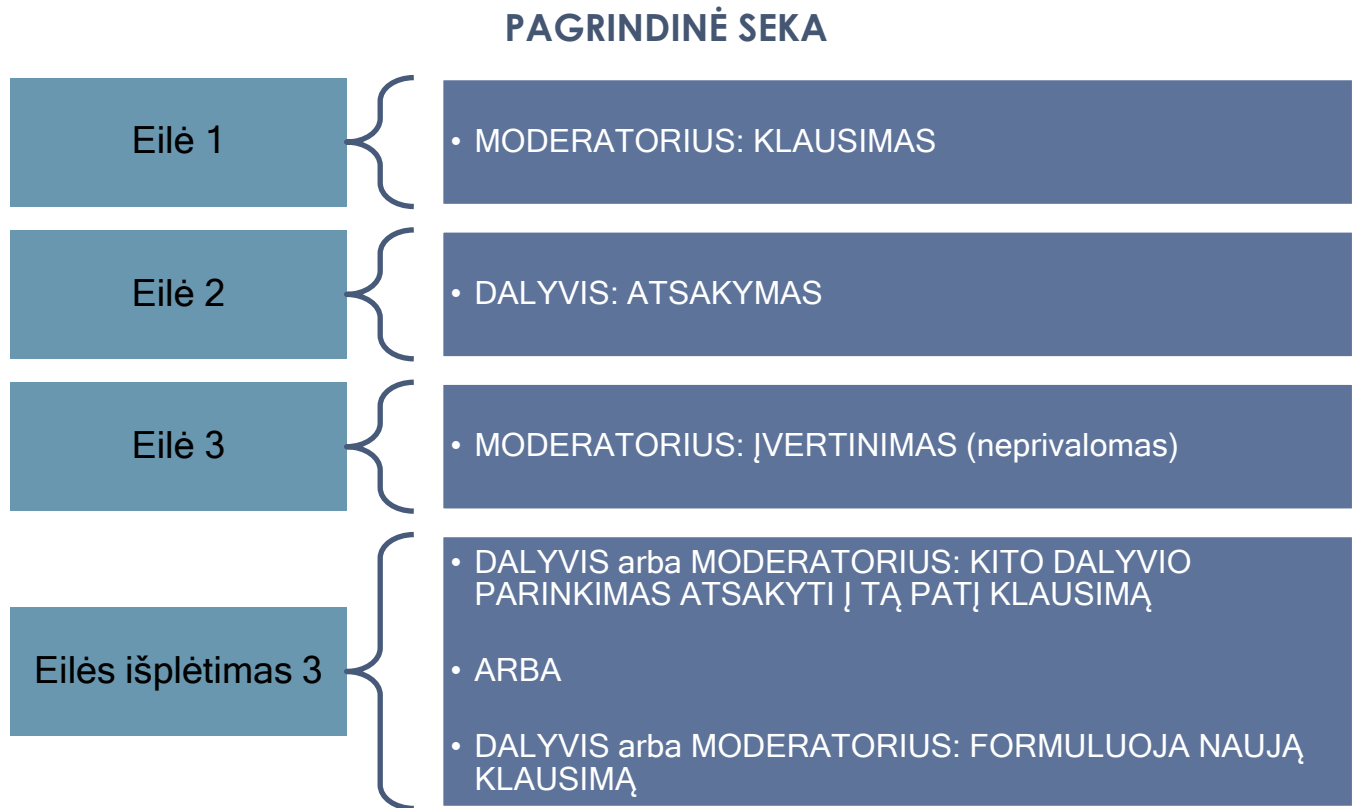 PAGRINDINĖ SEKA
Eilė 1
• MODERATORIUS: KLAUSIMAS
Eilė 2
• DALYVIS: ATSAKYMAS
Eilė 3
• MODERATORIUS: ĮVERTINIMAS (neprivalomas)
Eilės išplėtimas 3
• DALYVIS arba MODERATORIUS: KITO DALYVIO
PARINKIMAS ATSAKYTI Į TĄ PATĮ KLAUSIMĄ
• ARBA
• DALYVIS arba MODERATORIUS: FORMULUOJA NAUJĄ
KLAUSIMĄ